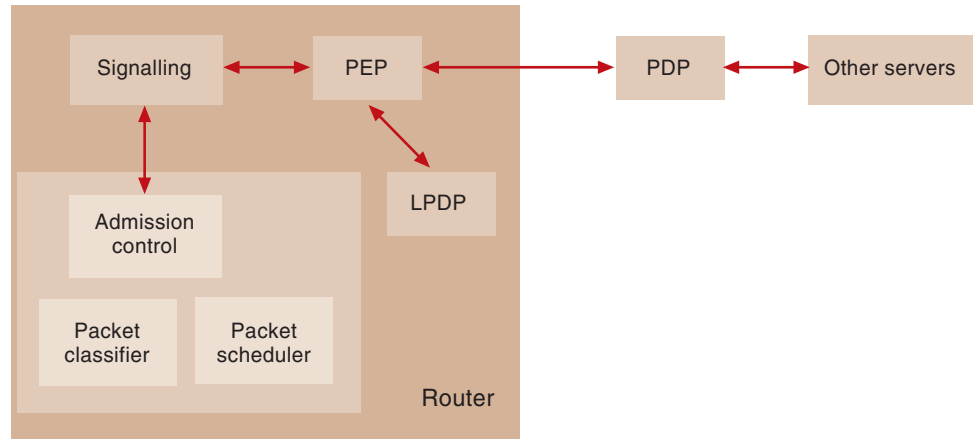 Signalling
PEP
PDP
Other servers
LPDP
Admission
control
Packet
classifier
Packet
scheduler
Router